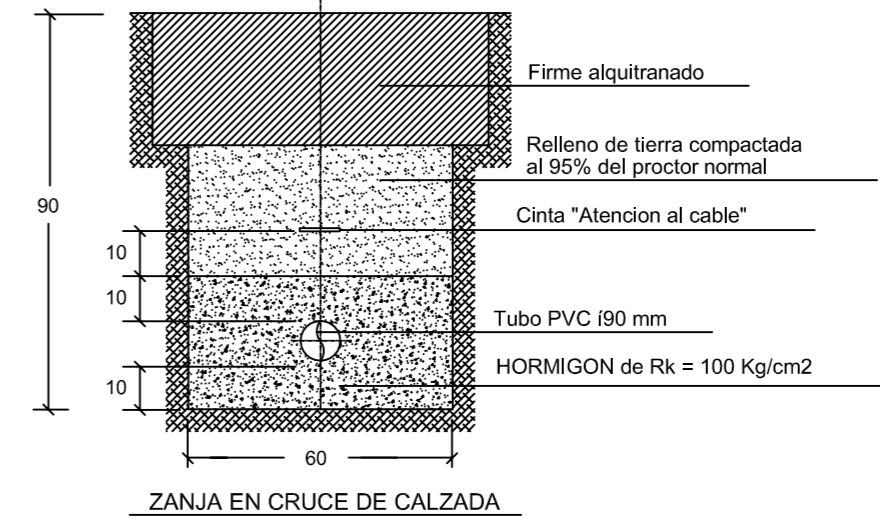 Firme alquitranado
Relleno de tierra compactada
al 95% del proctor normal
90
Cinta "Atencion al cable"
10
10
Tubo PVC í90 mm
HORMIGON de Rk = 100 Kg/cm2
10
60
ZANJA EN CRUCE DE CALZADA